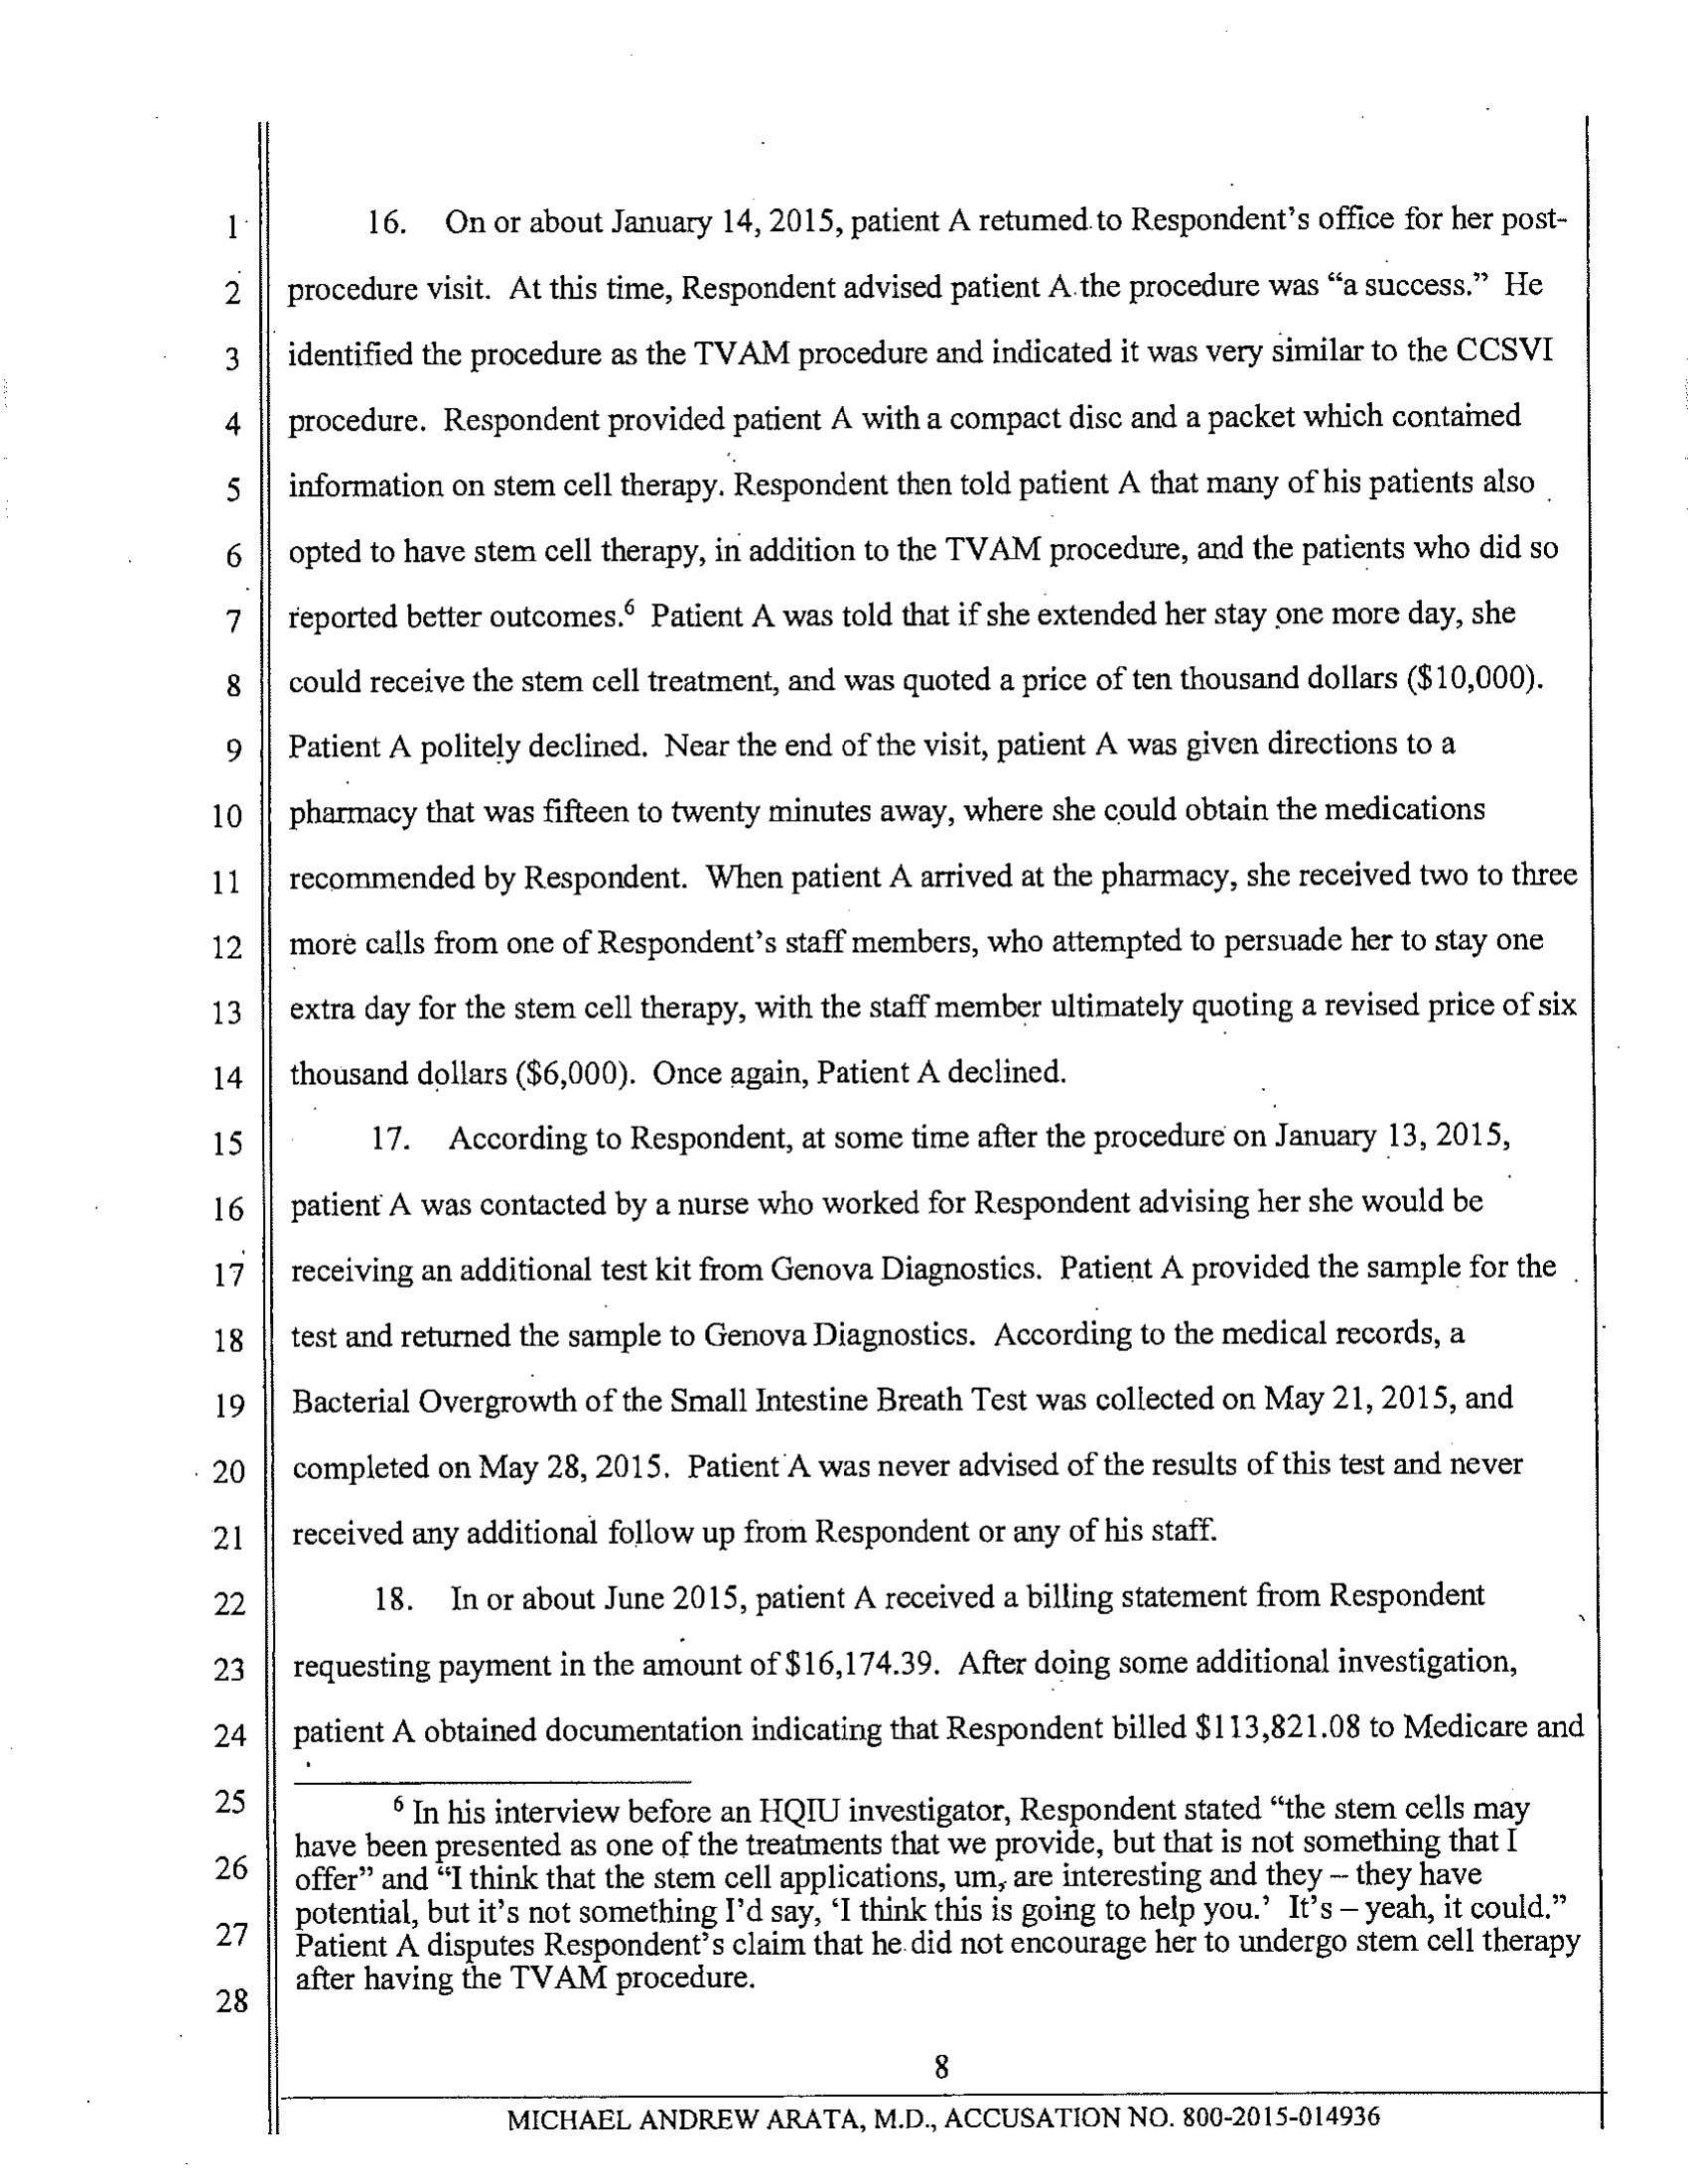 1 16. On or about January 14, 2015, patient A returned to Respondent's office for her post-
2 procedure visit. At this time, Respondent advised patient A the procedure was “a success.” He
3 identified the procedure as the TVAM procedure and indicated it was very similar to the CCSVI
4 procedure. Respondent provided patient A with a compact disc and a packet which contained
5 information on stem cell therapy. Respondent then told patient A that many of his patients also
6 opted to have stem cell therapy, in addition to the TVAM procedure, and the patients who did so
7 reported better outcomes.⁶ Patient A was told that if she extended her stay one more day, she
8 could receive the stem cell treatment, and was quoted a price of ten thousand dollars ($10,000).
9 Patient A politely declined. Near the end of the visit, patient A was given directions to a
10 pharmacy that was fifteen to twenty minutes away, where she could obtain the medications
11 recommended by Respondent. When patient A arrived at the pharmacy, she received two to three
12 more calls from one of Respondent's staff members, who attempted to persuade her to stay one
13 extra day for the stem cell therapy, with the staff member ultimately quoting a revised price of six
14 thousand dollars ($6,000). Once again, Patient A declined.
15 17. According to Respondent, at some time after the procedure on January 13, 2015,
16 patient A was contacted by a nurse who worked for Respondent advising her she would be
17 receiving an additional test kit from Genova Diagnostics. Patient A provided the sample for the
18 test and returned the sample to Genova Diagnostics. According to the medical records, a
19 Bacterial Overgrowth of the Small Intestine Breath Test was collected on May 21, 2015, and
20 completed on May 28, 2015. Patient A was never advised of the results of this test and never
21 received any additional follow up from Respondent or any of his staff.
22 18. In or about June 2015, patient A received a billing statement from Respondent
23 requesting payment in the amount of $16,174.39. After doing some additional investigation,
24 patient A obtained documentation indicating that Respondent billed $113,821.08 to Medicare and
25 ⁶ In his interview before an HQIU investigator, Respondent stated “the stem cells may
have been presented as one of the treatments that we provide, but that is not something that I
26 offer” and “I think that the stem cell applications, um, are interesting and they – they have
potential, but it's not something I'd say, ‘I think this is going to help you.’ It's – yeah, it could.”
27 Patient A disputes Respondent's claim that he did not encourage her to undergo stem cell therapy
after having the TVAM procedure.
28
8
MICHAEL ANDREW ARATA, M.D., ACCUSATION NO. 800-2015-014936